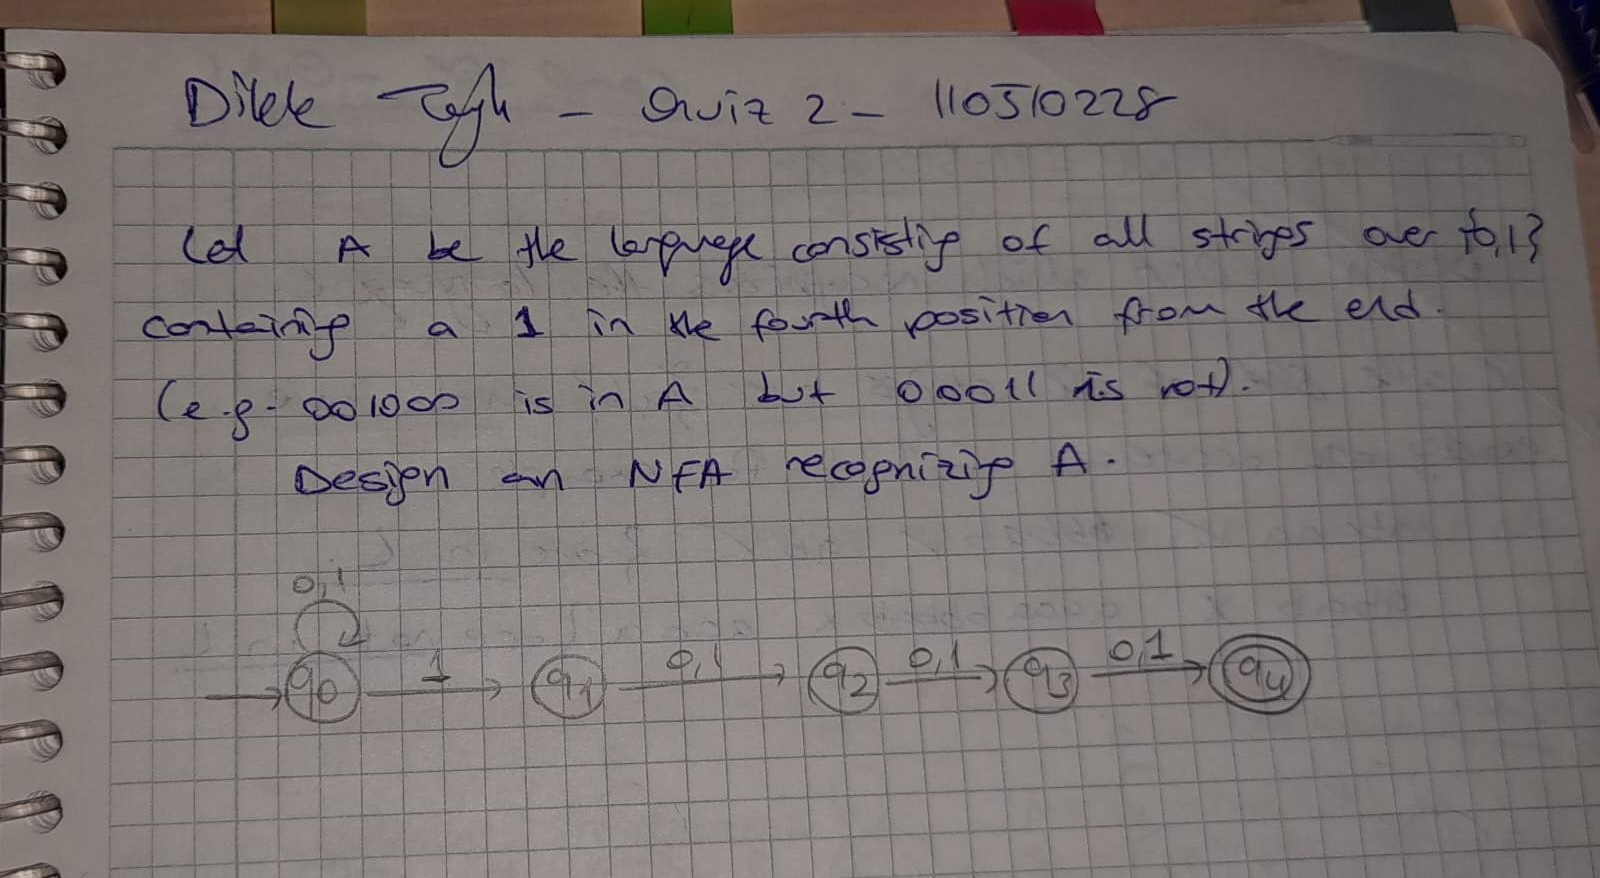 Dilek - Quiz 2 - 110510228
Let A be the language consisting of all strings over {0,1}
containing a 1 in the fourth position from the end.
(e.g. 001000 is in A but 00011 is not).
Design an NFA recognizing A.
0,1
q0 1 q1 0,1 q2 0,1 q3 0,1 q4